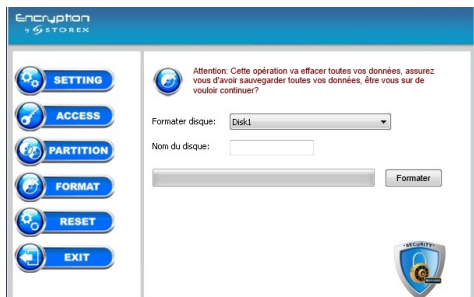 Encryption
by STOREX
SETTING
ACCESS
PARTITION
FORMAT
RESET
EXIT
Attention: Cette opération va effacer toutes vos données, assurez
vous d'avoir sauvegarder toutes vos données, être vous sur de
vouloir continuer?
Formater disque:
Disk1
Nom du disque:
Formater
SECURITY